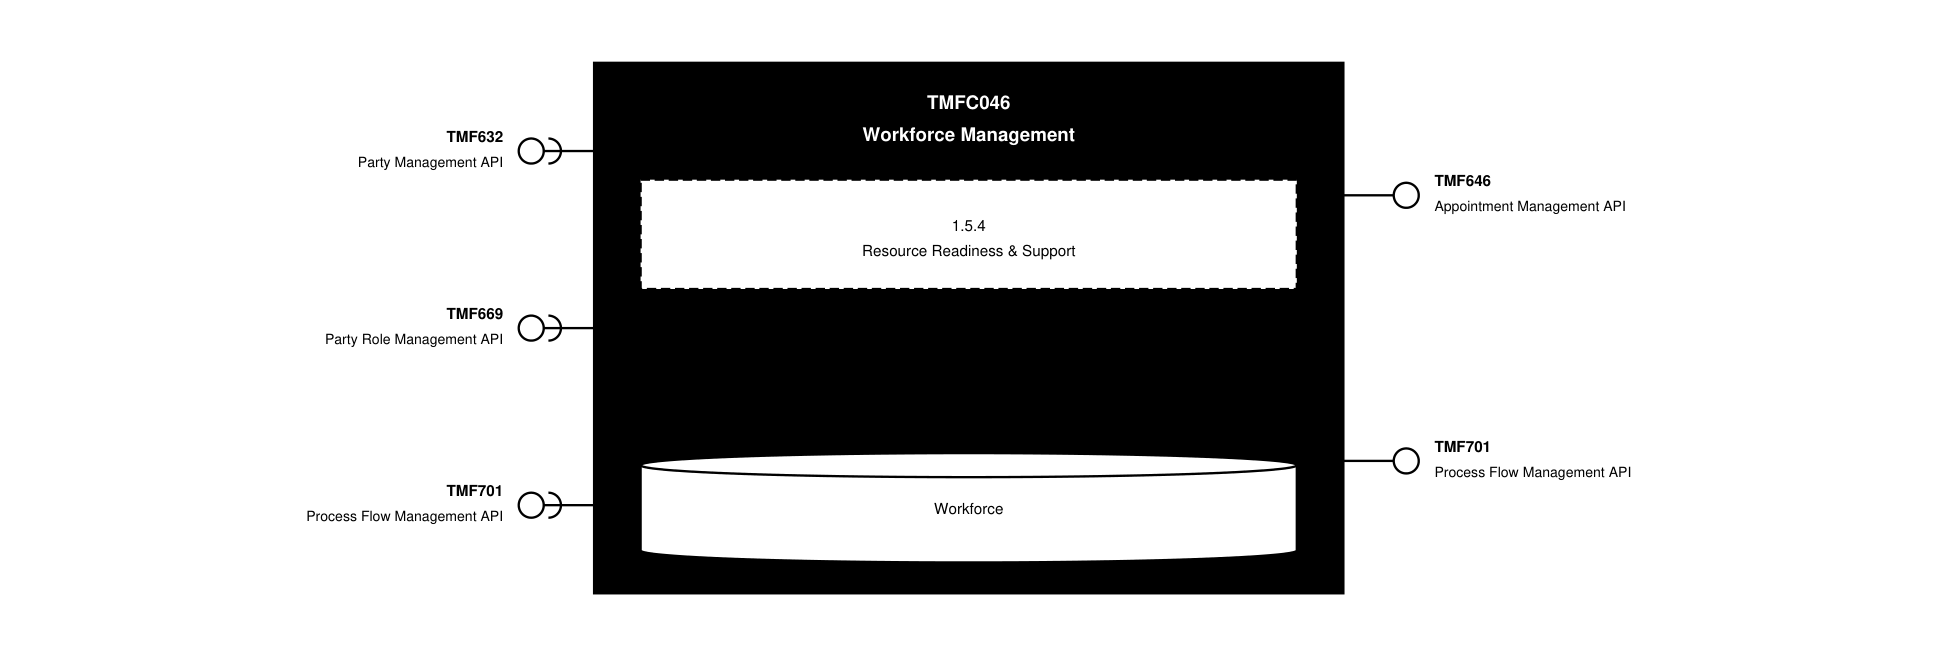 TMFC046
Workforce Management
TMF632
Party Management API
TMF646
Appointment Management API
1.5.4
Resource Readiness & Support
TMF669
Party Role Management API
TMF701
Process Flow Management API
TMF701
Process Flow Management API
Workforce